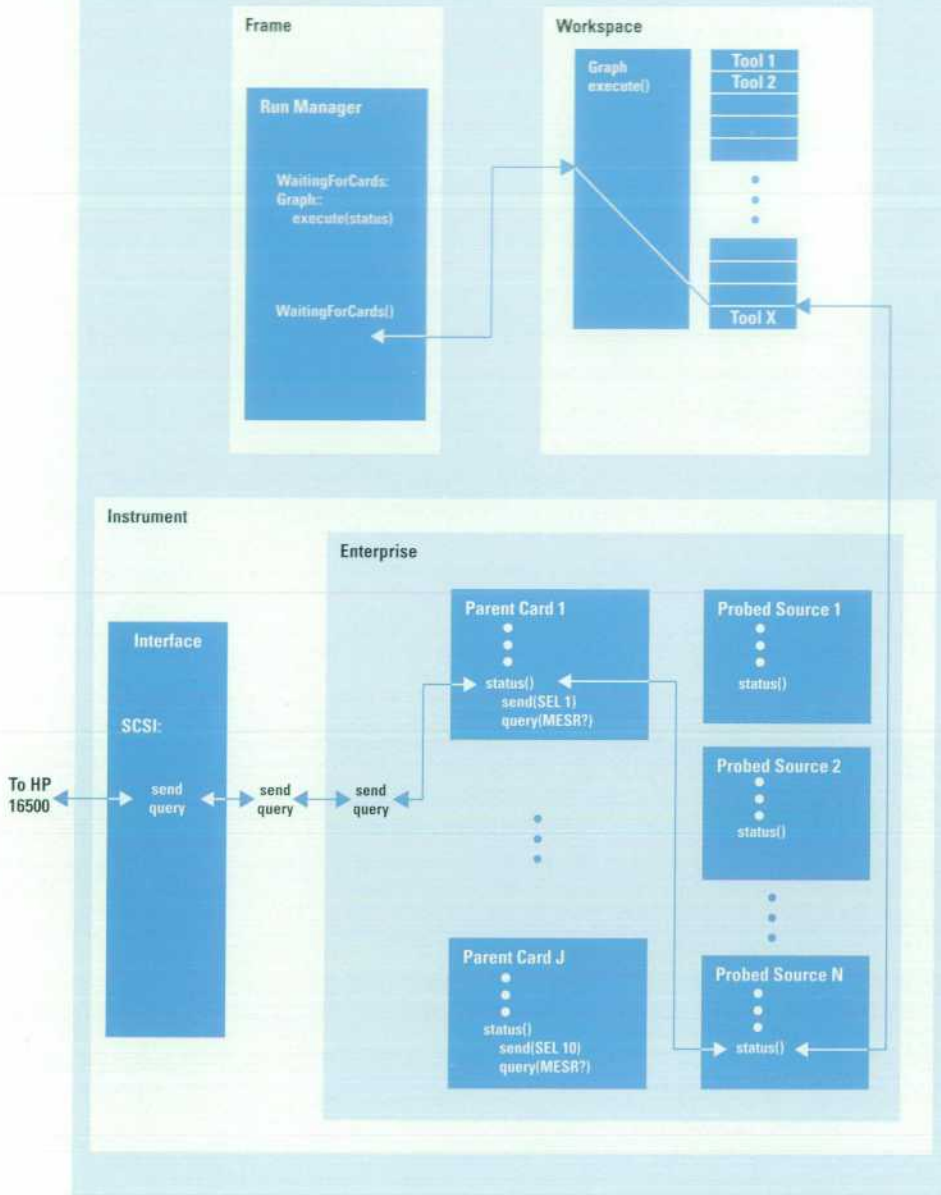 Frame
Run Manager
WaitingForCards:
Graph::
execute(status)
WaitingForCards()
Workspace
Graph
execute()
Tool 1
Tool 2
Tool X
Instrument
Interface
SCSI:
send
query
To HP
16500
send
query
Enterprise
send
query
Parent Card 1
status()
send(SEL 1)
query(MESR?)
Parent Card J
status()
send(SEL 10)
query(MESR?)
Probed Source 1
status()
Probed Source 2
status()
Probed Source N
status()